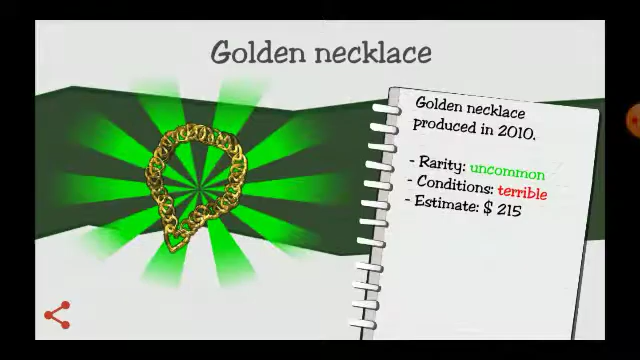 Golden necklace
Golden necklace
produced in 2010.
- Rarity: uncommon
- Conditions: terrible
- Estimate: $ 215